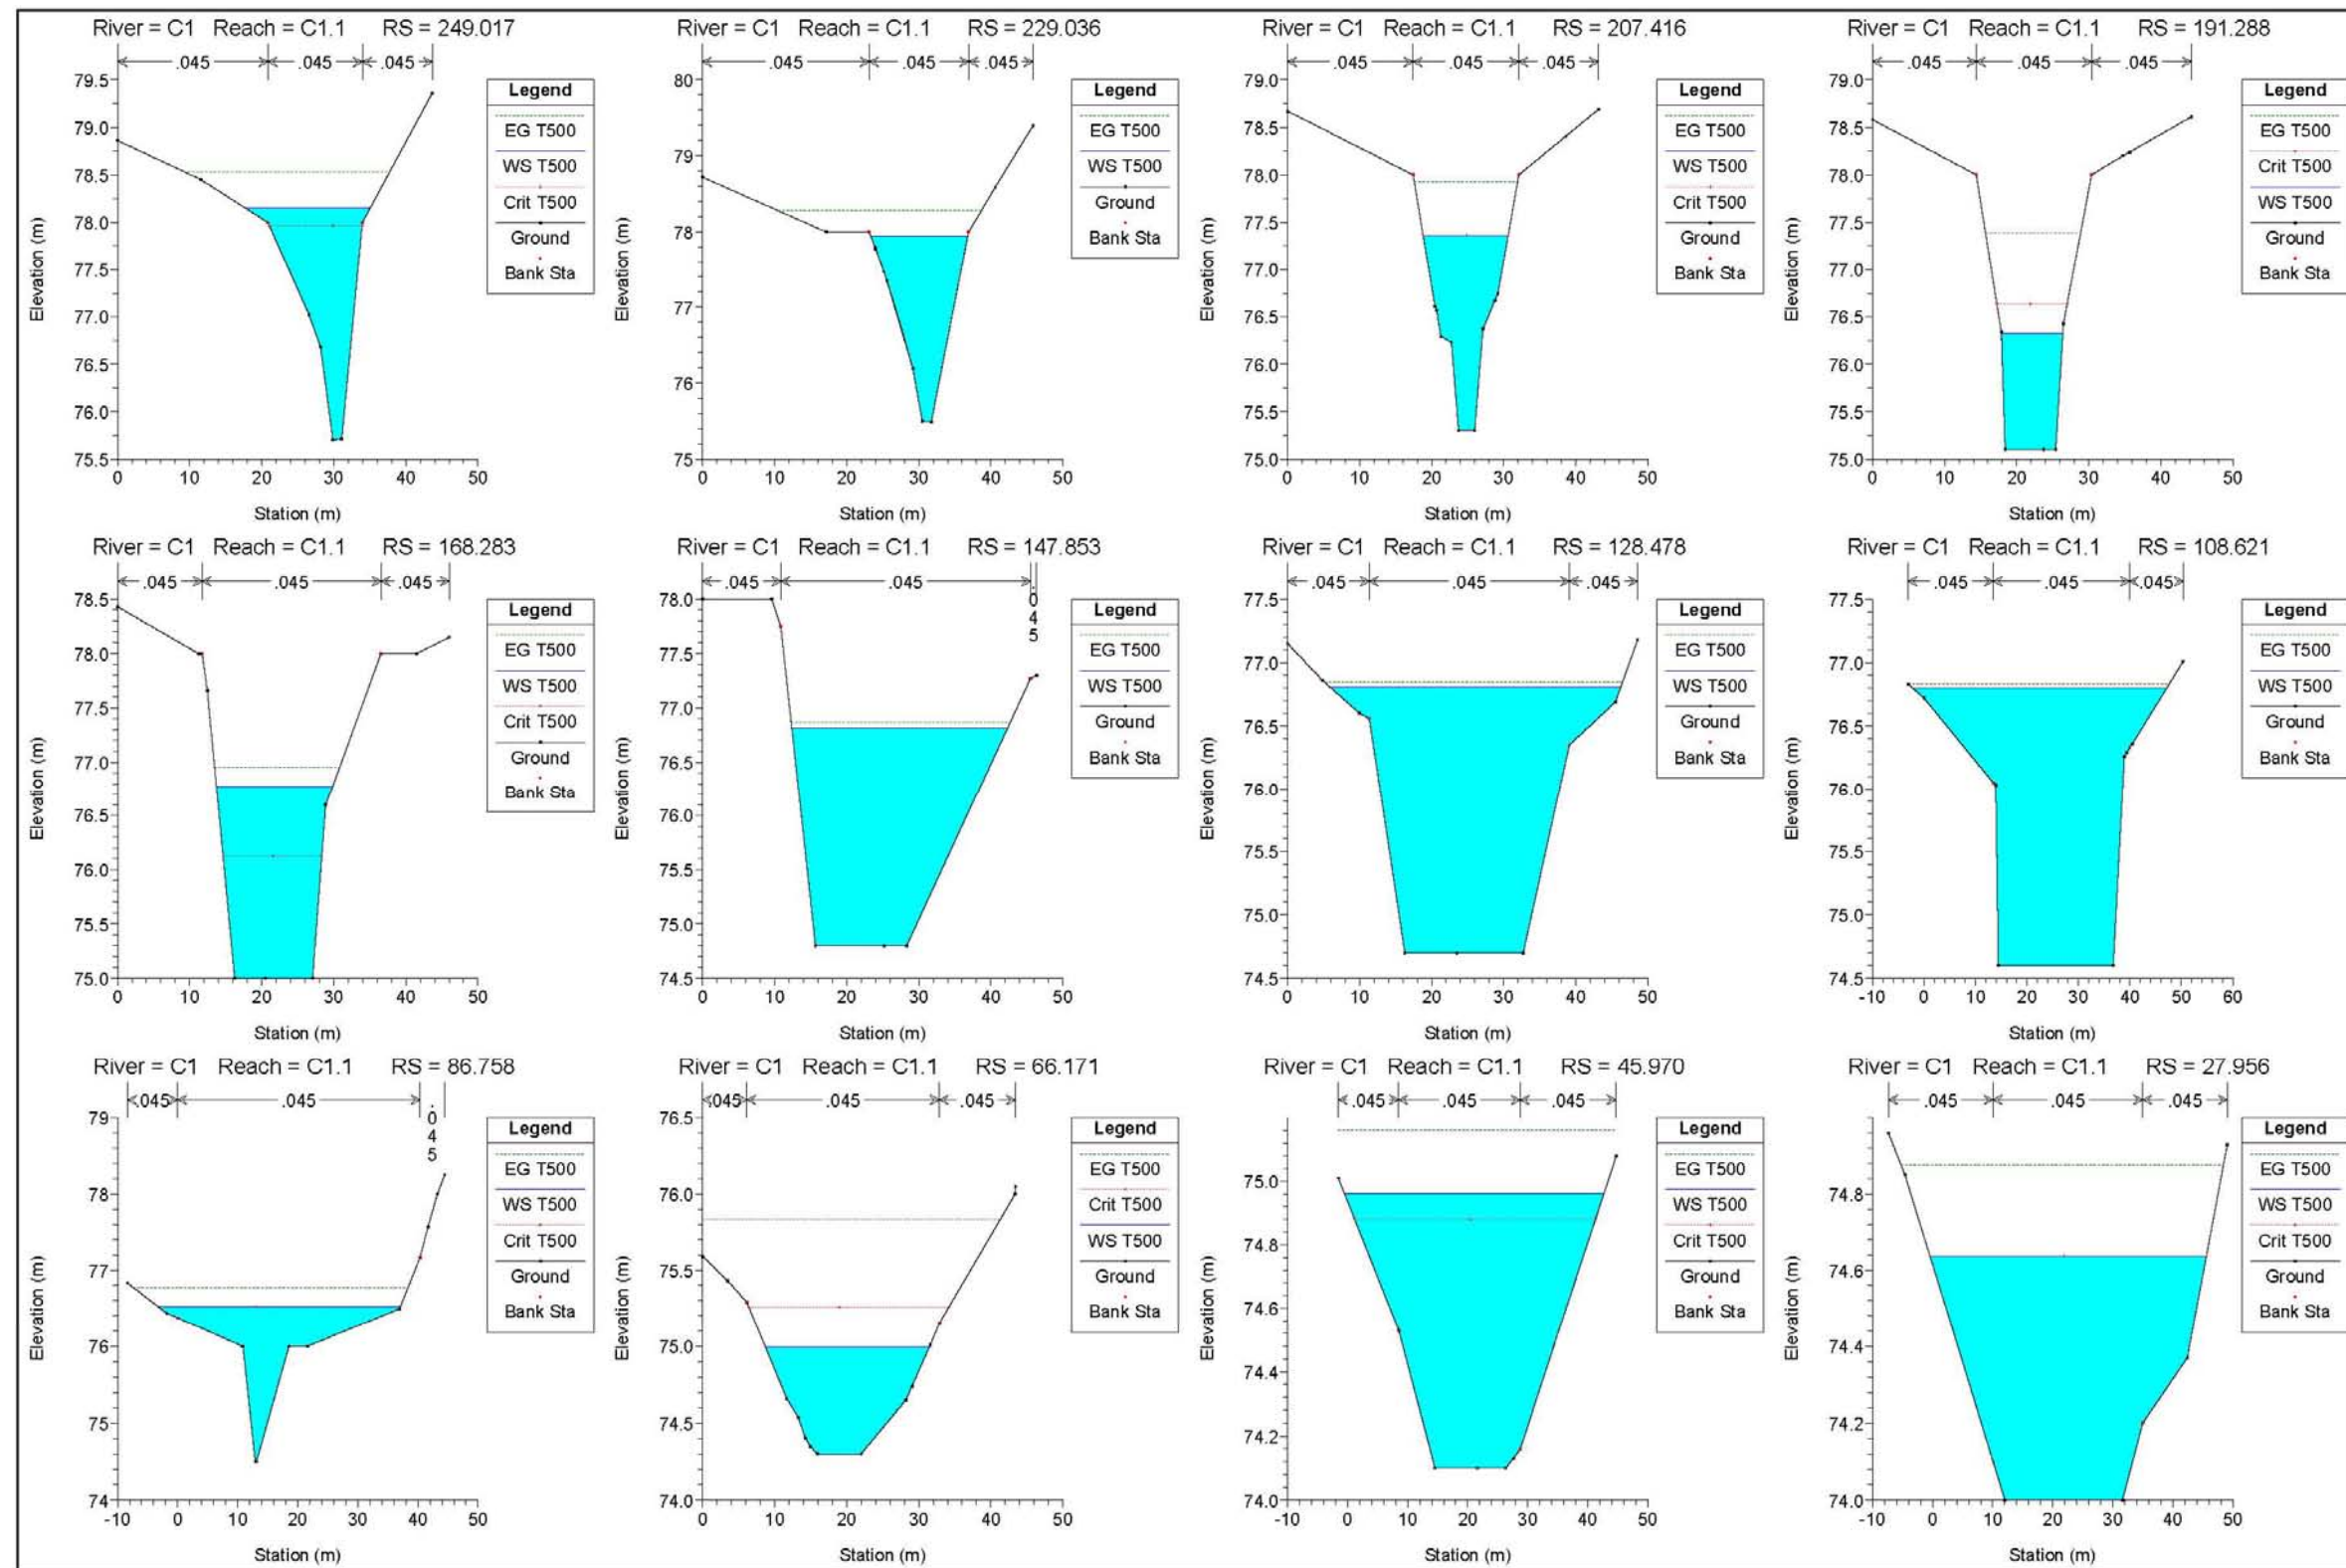 River = C1 Reach = C1.1 RS = 249.017
.045 .045 .045
79.5
79.0
78.5
78.0
77.5
77.0
76.5
76.0
75.5
Elevation (m)
0 10 20 30 40 50
Station (m)
Legend
EG T500
WS T500
Crit T500
Ground
Bank Sta
River = C1 Reach = C1.1 RS = 229.036
.045 .045 .045
80
79
78
77
76
75
Elevation (m)
0 10 20 30 40 50
Station (m)
Legend
EG T500
WS T500
Ground
Bank Sta
River = C1 Reach = C1.1 RS = 207.416
.045 .045 .045
79.0
78.5
78.0
77.5
77.0
76.5
76.0
75.5
75.0
Elevation (m)
0 10 20 30 40 50
Station (m)
Legend
EG T500
WS T500
Crit T500
Ground
Bank Sta
River = C1 Reach = C1.1 RS = 191.288
.045 .045 .045
79.0
78.5
78.0
77.5
77.0
76.5
76.0
75.5
75.0
Elevation (m)
0 10 20 30 40 50
Station (m)
Legend
EG T500
Crit T500
WS T500
Ground
Bank Sta
River = C1 Reach = C1.1 RS = 168.283
.045 .045 .045
78.5
78.0
77.5
77.0
76.5
76.0
75.5
75.0
Elevation (m)
0 10 20 30 40 50
Station (m)
Legend
EG T500
WS T500
Crit T500
Ground
Bank Sta
River = C1 Reach = C1.1 RS = 147.853
.045 .045 .045
78.0
77.5
77.0
76.5
76.0
75.5
75.0
74.5
Elevation (m)
0 10 20 30 40 50
Station (m)
Legend
EG T500
WS T500
Ground
Bank Sta
River = C1 Reach = C1.1 RS = 128.478
.045 .045 .045
77.5
77.0
76.5
76.0
75.5
75.0
74.5
Elevation (m)
0 10 20 30 40 50
Station (m)
Legend
EG T500
WS T500
Ground
Bank Sta
River = C1 Reach = C1.1 RS = 108.621
.045 .045 .045
77.5
77.0
76.5
76.0
75.5
75.0
74.5
Elevation (m)
-10 0 10 20 30 40 50 60
Station (m)
Legend
EG T500
WS T500
Ground
Bank Sta
River = C1 Reach = C1.1 RS = 86.758
.045 .045 .045
79
78
77
76
75
74
Elevation (m)
-10 0 10 20 30 40 50
Station (m)
Legend
EG T500
WS T500
Crit T500
Ground
Bank Sta
River = C1 Reach = C1.1 RS = 66.171
.045 .045 .045
76.5
76.0
75.5
75.0
74.5
74.0
Elevation (m)
0 10 20 30 40 50
Station (m)
Legend
EG T500
Crit T500
WS T500
Ground
Bank Sta
River = C1 Reach = C1.1 RS = 45.970
.045 .045 .045
75.0
74.8
74.6
74.4
74.2
74.0
Elevation (m)
-10 0 10 20 30 40 50
Station (m)
Legend
EG T500
WS T500
Crit T500
Ground
Bank Sta
River = C1 Reach = C1.1 RS = 27.956
.045 .045 .045
74.8
74.6
74.4
74.2
74.0
Elevation (m)
-10 0 10 20 30 40 50
Station (m)
Legend
EG T500
WS T500
Crit T500
Ground
Bank Sta